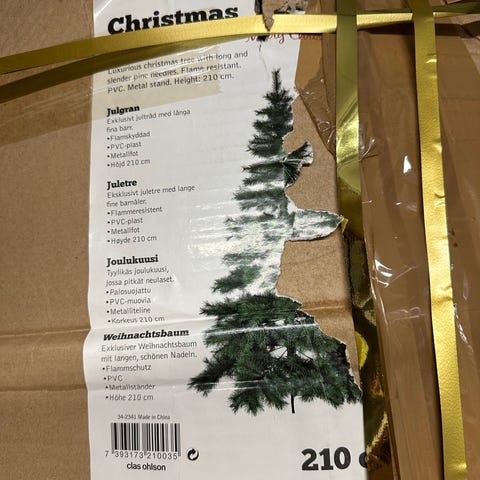 Christmas
Luxurious christmas tree with long and
slender pine needles. Flame resistant.
PVC. Metal stand. Height: 210 cm.
Julgran
Exklusivt julträd med långa
fina barr.
•Flamskyddad
•PVC-plast
•Metallfot
•Höjd 210 cm
Juletre
Eksklusivt juletre med lange
fine barnåler.
•Flammeresistent
•PVC-plast
•Metallfot
•Høyde 210 cm
Joulukuusi
Tyylikäs joulukuusi,
jossa pitkät neulaset.
•Palosuojattu
•PVC-muovia
•Metalliteline
•Korkeus 210 cm
Weihnachtsbaum
Exklusiver Weihnachtsbaum
mit langen, schönen Nadeln.
•Flammschutz
•PVC
•Metallständer
•Höhe 210 cm
34-2341 Made in China
7 393173 210035
clas ohlson
210